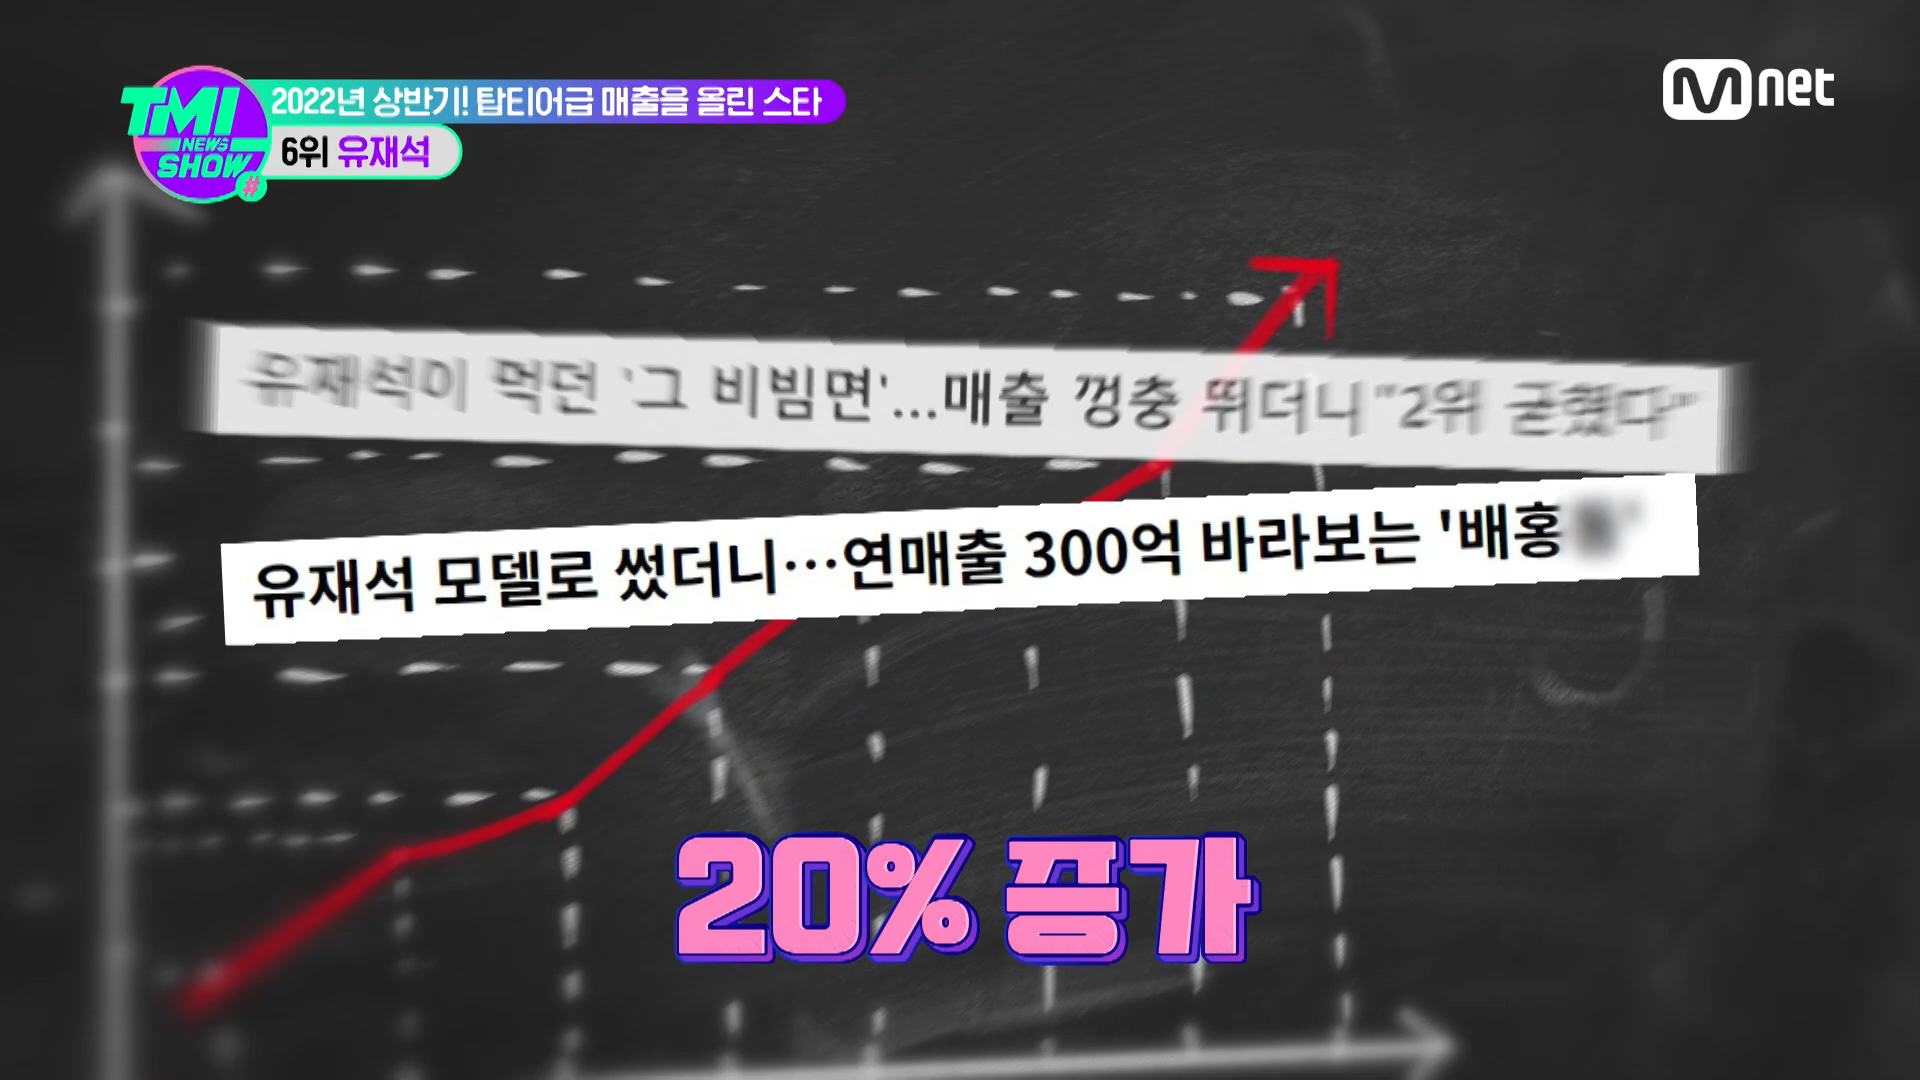 TMI
NEWS
SHOW
#
2022년 상반기! 탑티어급 매출을 올린 스타
6위 유재석
Mnet
유재석이 먹던 '그 비빔면'...매출 껑충 뛰더니 "2위 굳혔다"
유재석 모델로 썼더니…연매출 300억 바라보는 '배홍
20% 증가